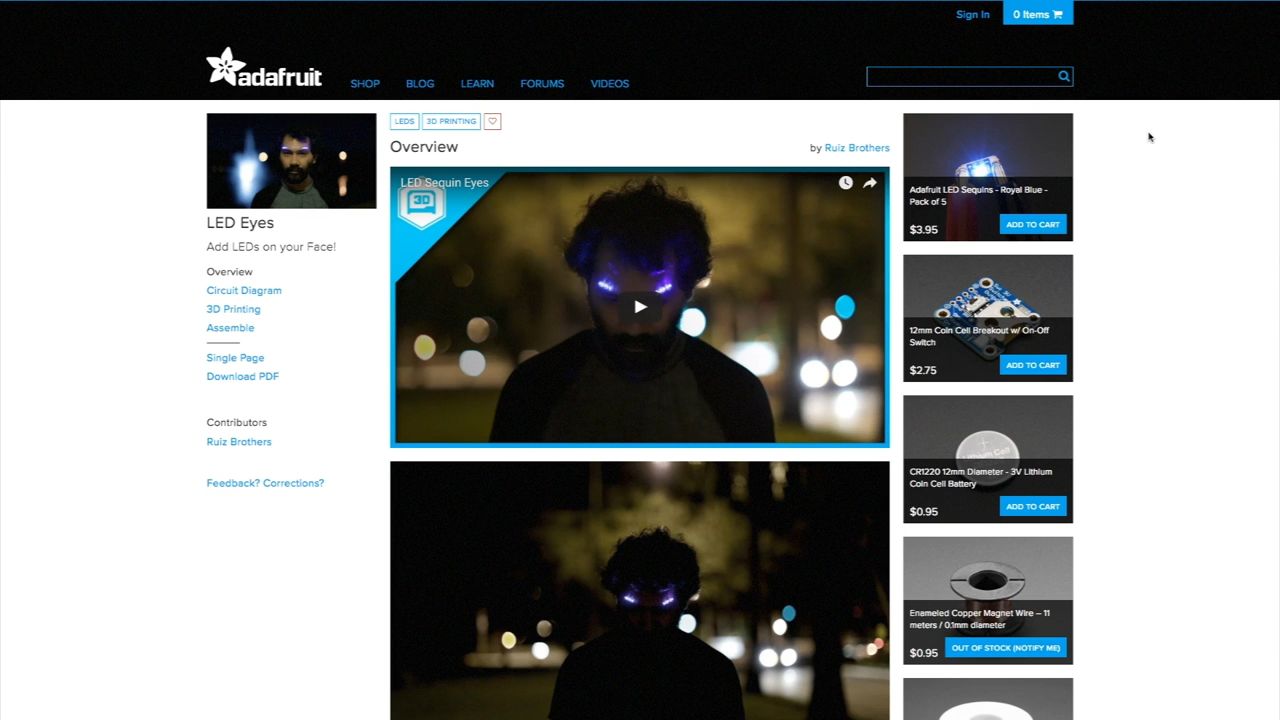 Sign In
0 Items
adafruit
SHOP
BLOG
LEARN
FORUMS
VIDEOS
LED Eyes
Add LEDs on your Face!
Overview
Circuit Diagram
3D Printing
Assemble
Single Page
Download PDF
Contributors
Ruiz Brothers
Feedback? Corrections?
LEDS
3D PRINTING
Overview
by Ruiz Brothers
LED Sequin Eyes
3D
Adafruit LED Sequins - Royal Blue -
Pack of 5
$3.95
ADD TO CART
12mm Coin Cell Breakout w/ On-Off
Switch
$2.75
ADD TO CART
Lithium Cell
CR1220 12mm Diameter - 3V Lithium
Coin Cell Battery
$0.95
ADD TO CART
Enameled Copper Magnet Wire – 11
meters / 0.1mm diameter
$0.95
OUT OF STOCK (NOTIFY ME)